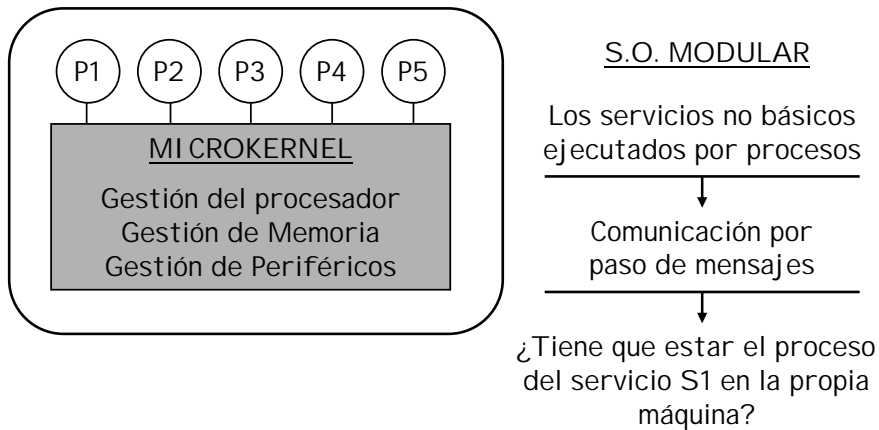 P1 P2 P3 P4 P5
MICROKERNEL
Gestión del procesador
Gestión de Memoria
Gestión de Periféricos
S.O. MODULAR
Los servicios no básicos
ejecutados por procesos
Comunicación por
paso de mensajes
¿Tiene que estar el proceso
del servicio S1 en la propia
máquina?